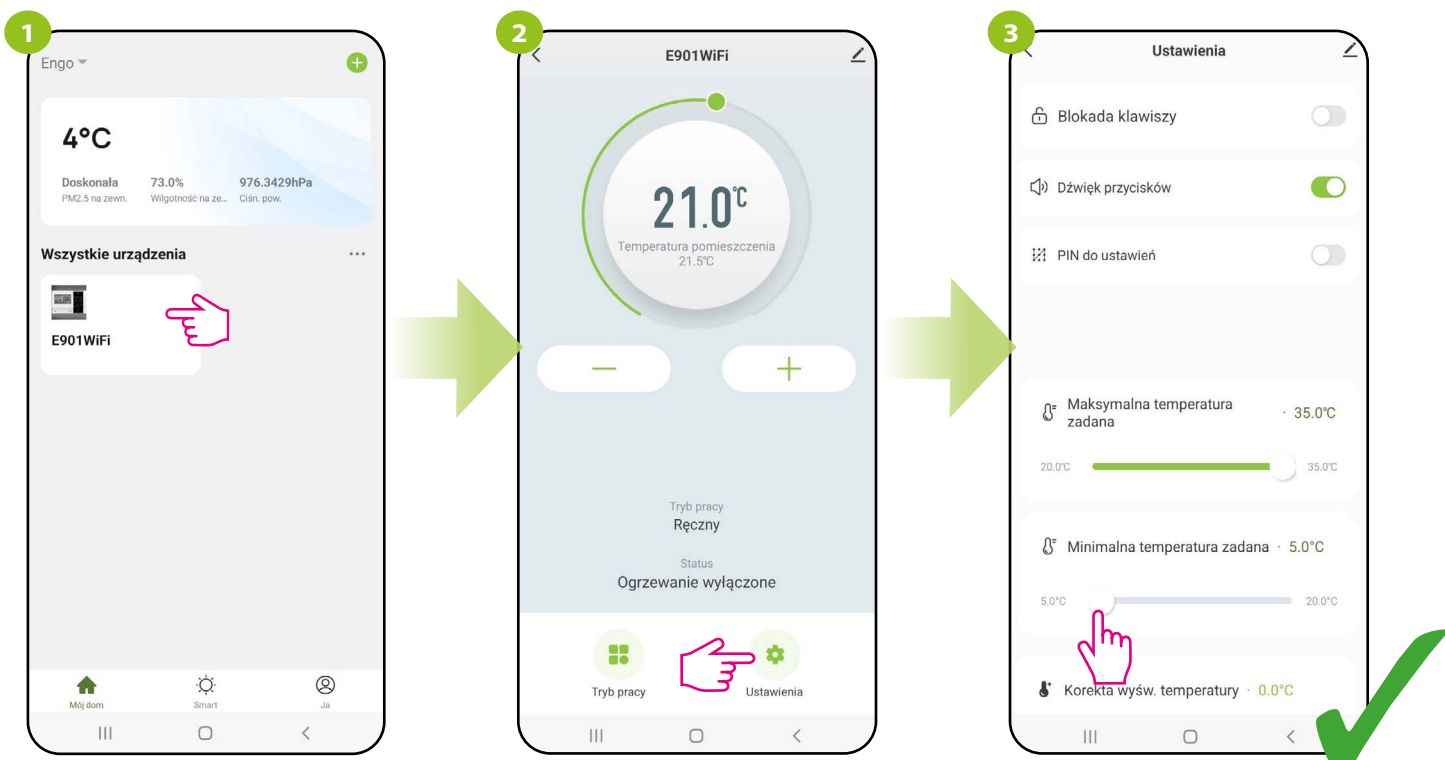 1
Engo
4°C
Doskonała 73.0% 976.3429hPa
PM2.5 na zewn. Wilgotność na ze... Ciśn. pow.
Wszystkie urządzenia
E901WiFi
Mój dom Smart Ja
2
E901WiFi
21.0℃
Temperatura pomieszczenia
21.5℃
Tryb pracy
Ręczny
Status
Ogrzewanie wyłączone
Tryb pracy Ustawienia
3
Ustawienia
Blokada klawiszy
Dźwięk przycisków
PIN do ustawień
Maksymalna temperatura
zadana · 35.0℃
20.0℃ 35.0℃
Minimalna temperatura zadana · 5.0°C
5.0°C 20.0°C
Korekta wyśw. temperatury · 0.0°C